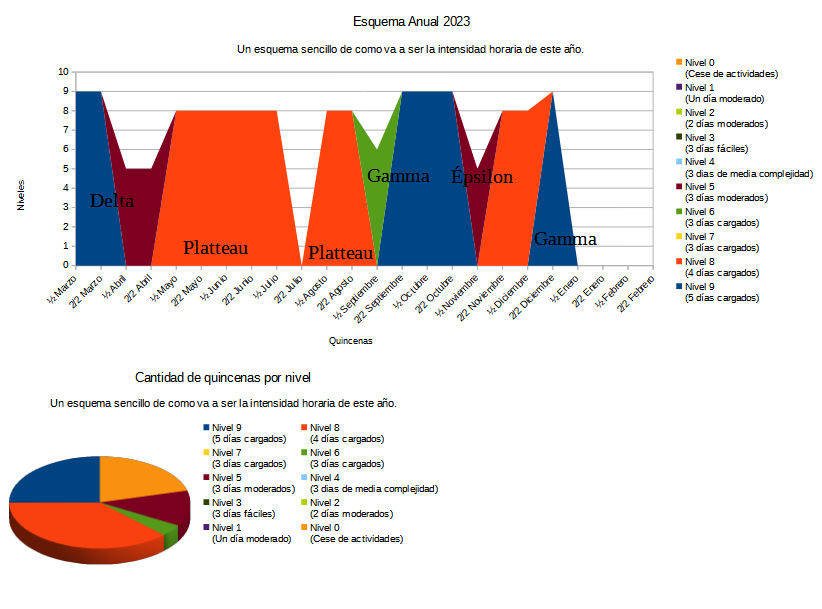 Esquema Anual 2023
Un esquema sencillo de como va a ser la intensidad horaria de este año.
10
9
8
7
6
5
4
3
2
1
0
Niveles
Delta
Platteau
Platteau
Gamma
Épsilon
Gamma
½ Marzo
2/2 Marzo
½ Abril
2/2 Abril
½ Mayo
2/2 Mayo
½ Junio
2/2 Junio
½ Julio
2/2 Julio
½ Agosto
2/2 Agosto
½ Septiembre
2/2 Septiembre
½ Octubre
2/2 Octubre
½ Noviembre
2/2 Noviembre
½ Diciembre
2/2 Diciembre
½ Enero
2/2 Enero
½ Febrero
2/2 Febrero
Quincenas
Nivel 0
(Cese de actividades)
Nivel 1
(Un día moderado)
Nivel 2
(2 días moderados)
Nivel 3
(3 días fáciles)
Nivel 4
(3 dias de media complejidad)
Nivel 5
(3 días moderados)
Nivel 6
(3 días cargados)
Nivel 7
(3 días cargados)
Nivel 8
(4 días cargados)
Nivel 9
(5 días cargados)
Cantidad de quincenas por nivel
Un esquema sencillo de como va a ser la intensidad horaria de este año.
Nivel 9
(5 días cargados)
Nivel 8
(4 días cargados)
Nivel 7
(3 días cargados)
Nivel 6
(3 días cargados)
Nivel 5
(3 días moderados)
Nivel 4
(3 dias de media complejidad)
Nivel 3
(3 días fáciles)
Nivel 2
(2 días moderados)
Nivel 1
(Un día moderado)
Nivel 0
(Cese de actividades)